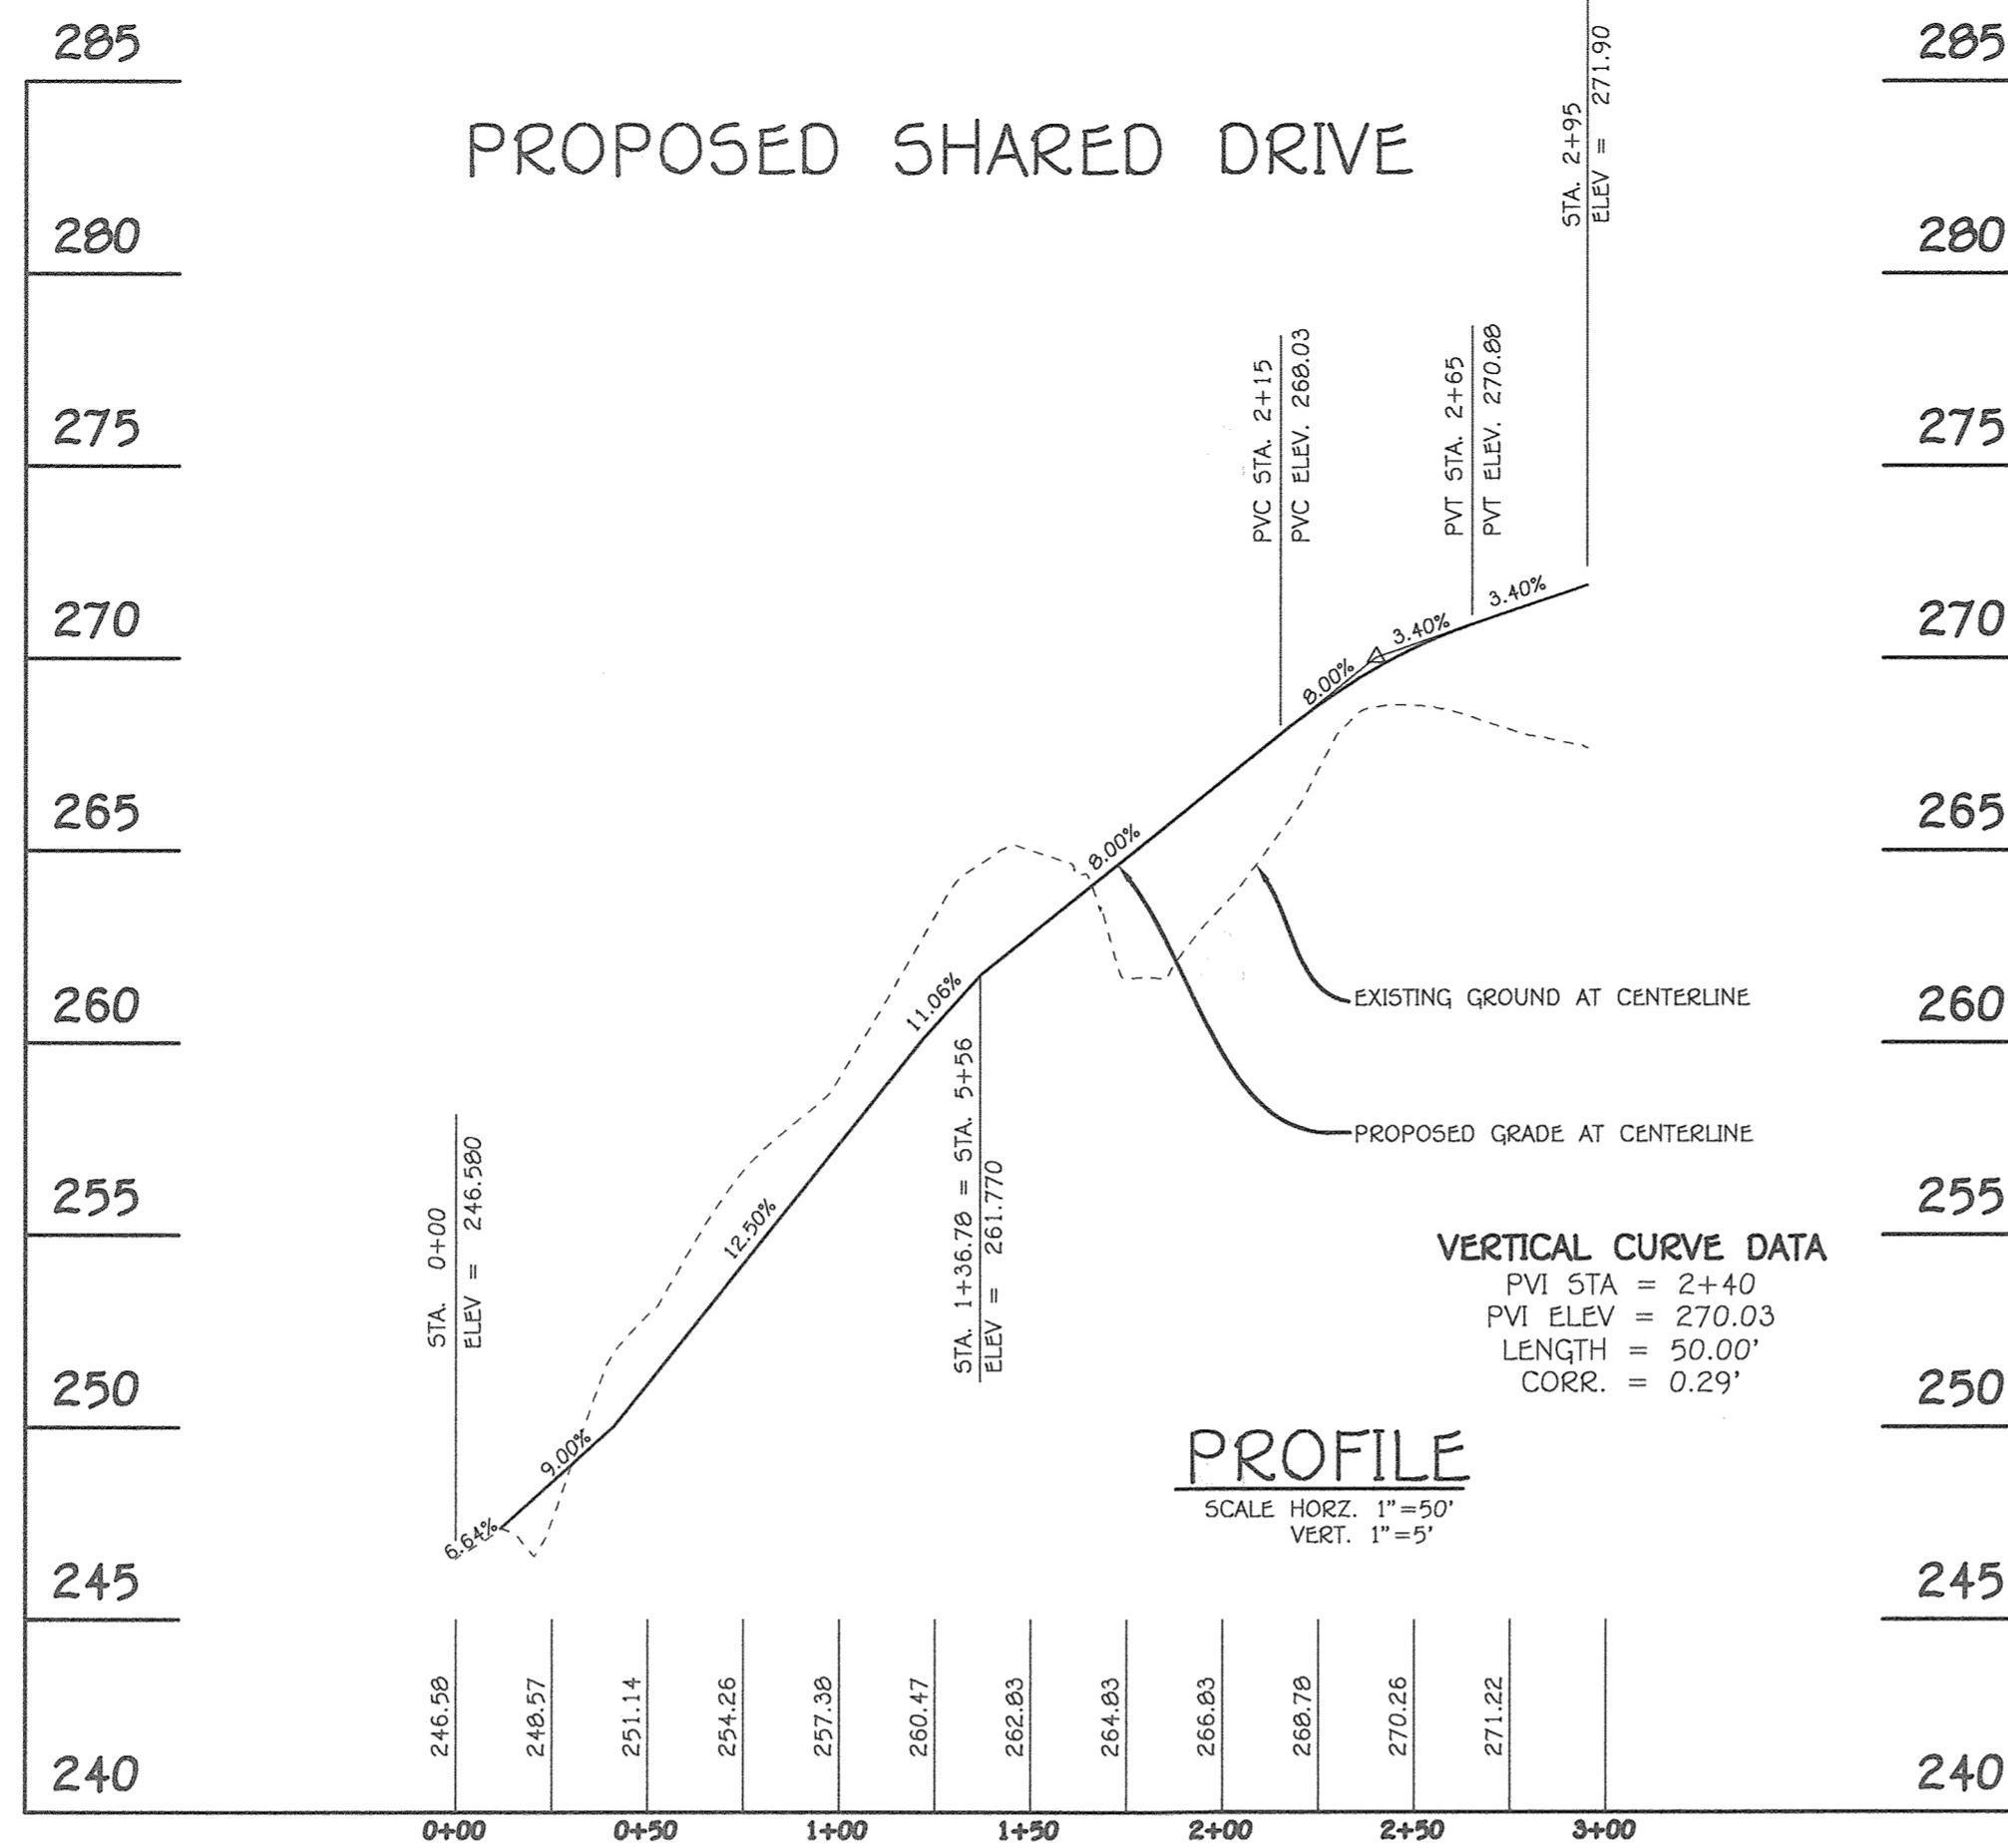 PROPOSED SHARED DRIVE
285
280
275
270
265
260
255
250
245
240
285
280
275
270
265
260
255
250
245
240
STA. 2+95
ELEV = 271.90
PVC STA. 2+15
PVC ELEV. 268.03
PVT STA. 2+65
PVT ELEV. 270.88
3.40%
3.40%
8.00%
8.00%
11.06%
12.50%
9.00%
6.64%
STA. 0+00
ELEV = 246.580
STA. 1+36.78 = STA. 5+56
ELEV = 261.770
EXISTING GROUND AT CENTERLINE
PROPOSED GRADE AT CENTERLINE
VERTICAL CURVE DATA
PVI STA = 2+40
PVI ELEV = 270.03
LENGTH = 50.00'
CORR. = 0.29'
PROFILE
SCALE HORZ. 1"=50'
VERT. 1"=5'
246.58
248.57
251.14
254.26
257.38
260.47
262.83
264.83
266.83
268.78
270.26
271.22
0+00
0+50
1+00
1+50
2+00
2+50
3+00